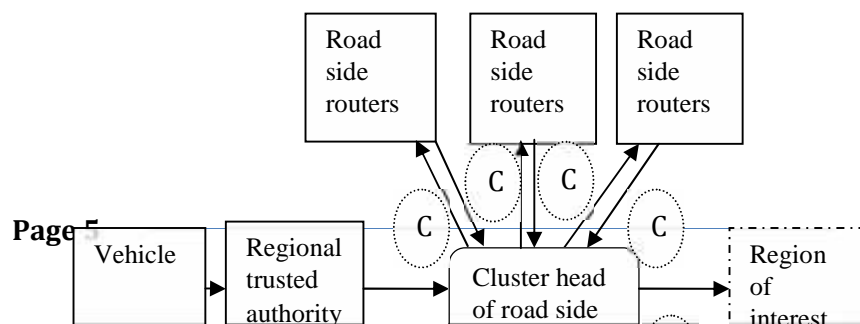 Road
side
routers
Road
side
routers
Road
side
routers
C
C
C
C
Page 5
Vehicle
Regional
trusted
authority
Cluster head
of road side
Region
of
interest